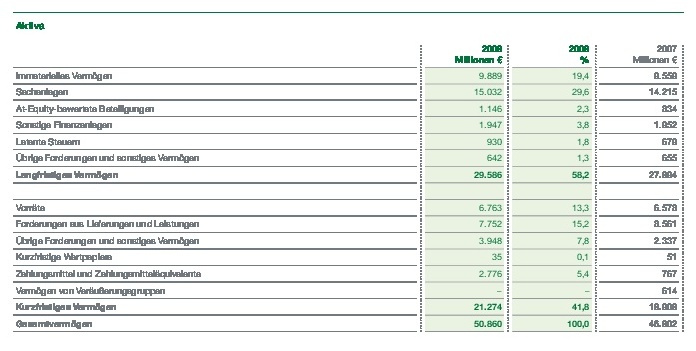 Aktiva
2008 2008 2007
Millionen € % Millionen €
Immaterielles Vermögen 9.889 19,4 9.559
Sachanlagen 15.032 29,6 14.215
At-Equity-bewertete Beteiligungen 1.146 2,3 834
Sonstige Finanzanlagen 1.947 3,8 1.952
Latente Steuern 930 1,8 679
Übrige Forderungen und sonstiges Vermögen 642 1,3 655
Langfristiges Vermögen 29.586 58,2 27.894
Vorräte 6.763 13,3 6.578
Forderungen aus Lieferungen und Leistungen 7.752 15,2 8.561
Übrige Forderungen und sonstiges Vermögen 3.948 7,8 2.337
Kurzfristige Wertpapiere 35 0,1 51
Zahlungsmittel und Zahlungsmitteläquivalente 2.776 5,4 767
Vermögen von Veräußerungsgruppen – – 614
Kurzfristiges Vermögen 21.274 41,8 18.908
Gesamtvermögen 50.860 100,0 46.802